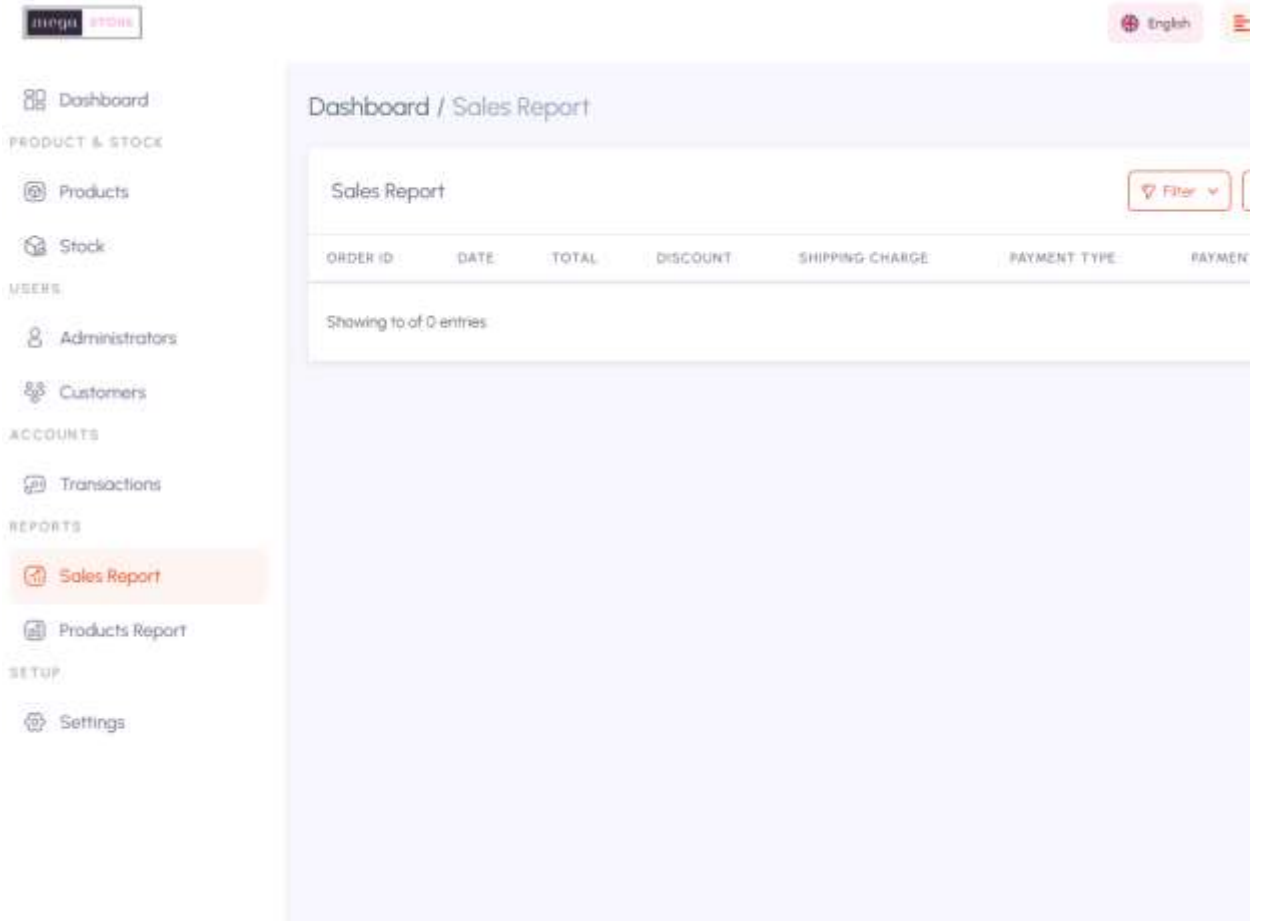 mega STORE
English
Dashboard
PRODUCT & STOCK
Products
Stock
USERS
Administrators
Customers
ACCOUNTS
Transactions
REPORTS
Sales Report
Products Report
SETUP
Settings
Dashboard / Sales Report
Sales Report
Filter
ORDER ID DATE TOTAL DISCOUNT SHIPPING CHARGE PAYMENT TYPE PAYMEN
Showing to of 0 entries